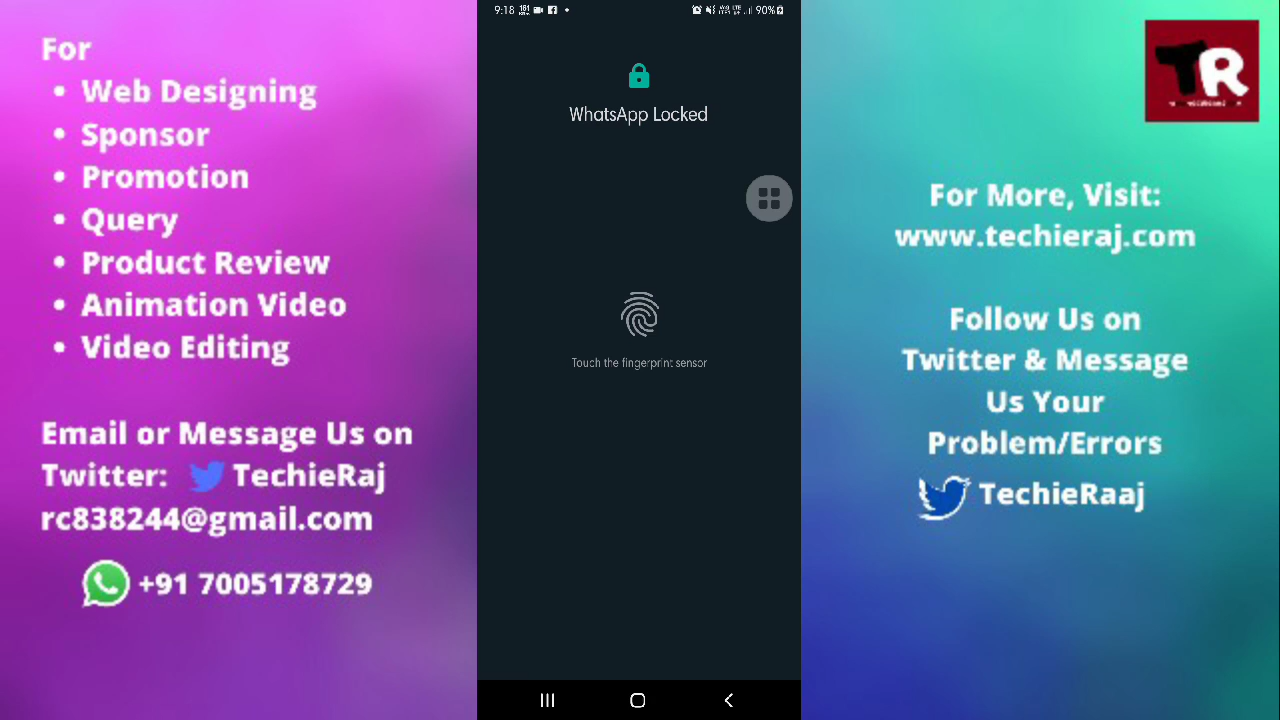 For
• Web Designing
• Sponsor
• Promotion
• Query
• Product Review
• Animation Video
• Video Editing
Email or Message Us on
Twitter: TechieRaj
rc838244@gmail.com
+91 7005178729
9:18
90%
WhatsApp Locked
Touch the fingerprint sensor
TR
For More, Visit:
www.techieraj.com
Follow Us on
Twitter & Message
Us Your
Problem/Errors
TechieRaaj